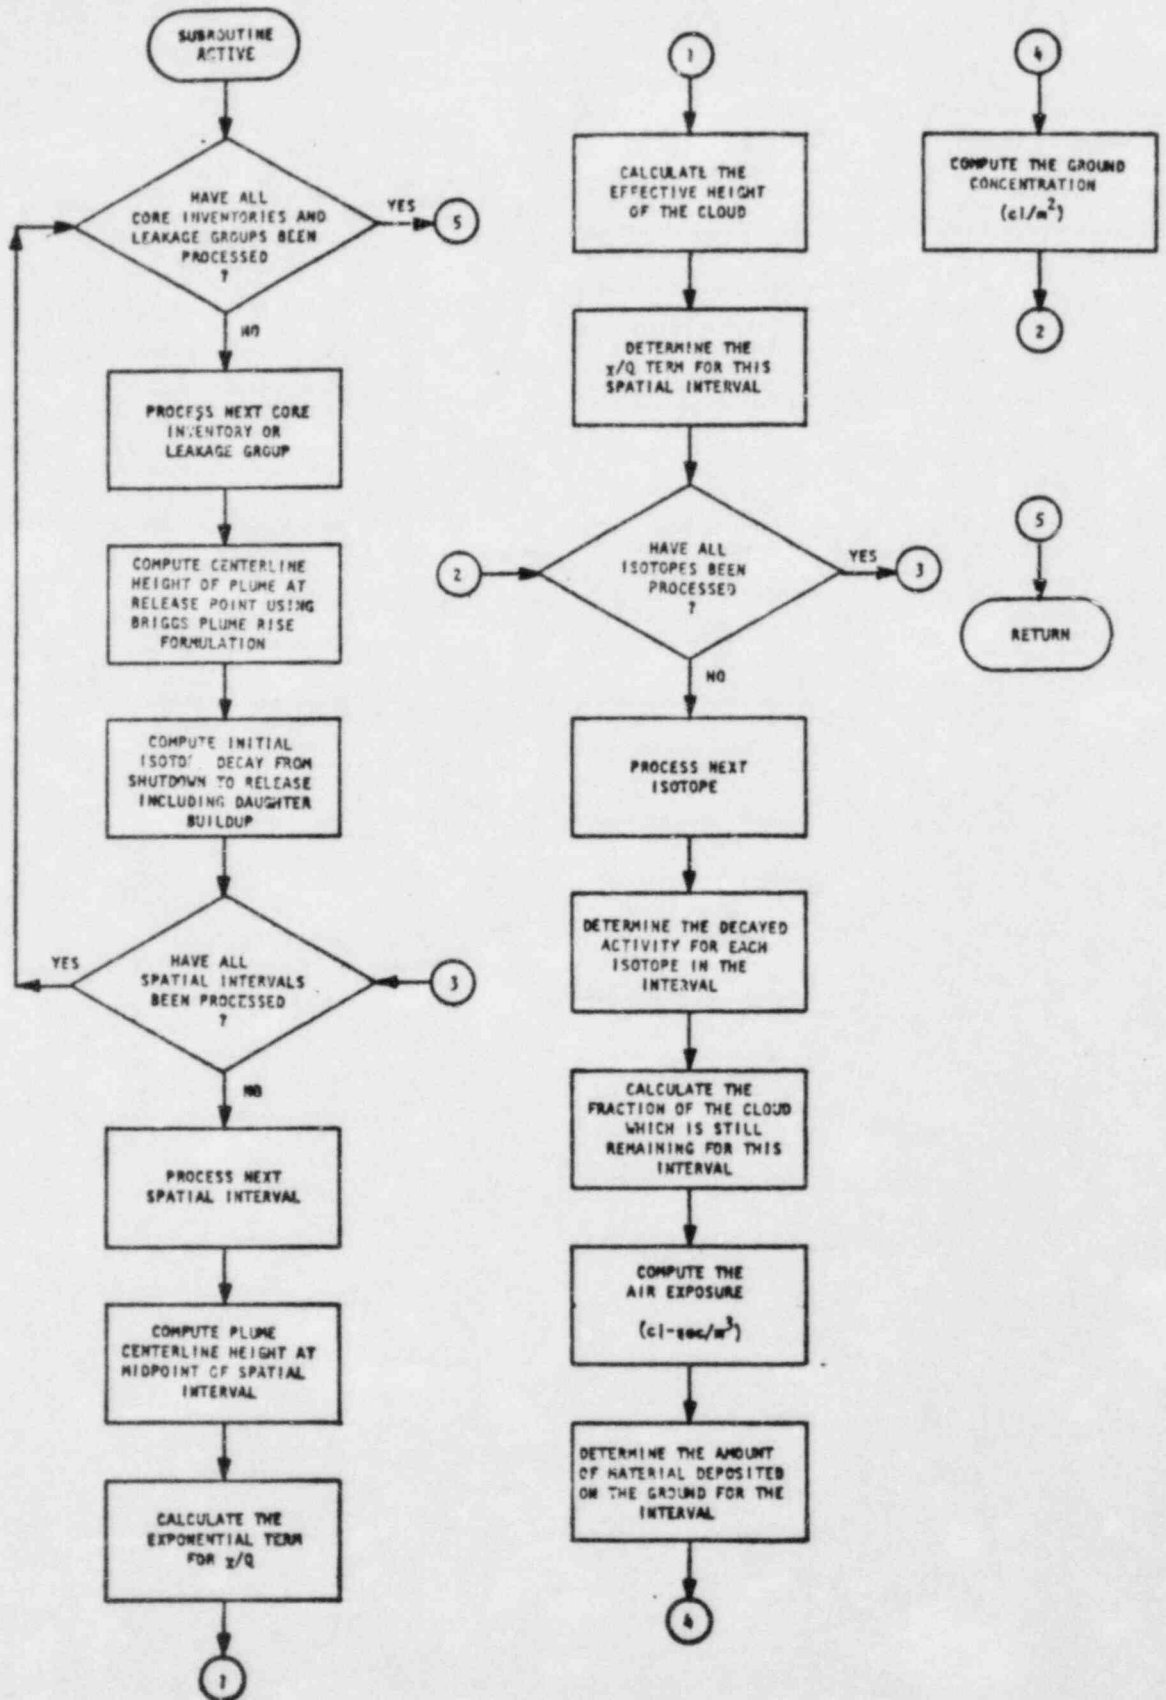 SUBROUTINE
ACTIVE
HAVE ALL
CORE INVENTORIES AND
LEAKAGE GROUPS BEEN
PROCESSED
?
YES
5
NO
PROCESS NEXT CORE
INVENTORY OR
LEAKAGE GROUP
COMPUTE CENTERLINE
HEIGHT OF PLUME AT
RELEASE POINT USING
BRIGGS PLUME RISE
FORMULATION
COMPUTE INITIAL
DECAY FROM
SHUTDOWN TO RELEASE
INCLUDING DAUGHTER
BUILDUP
YES
HAVE ALL
SPATIAL INTERVALS
BEEN PROCESSED
?
3
NO
PROCESS NEXT
SPATIAL INTERVAL
COMPUTE PLUME
CENTERLINE HEIGHT AT
MIDPOINT OF SPATIAL
INTERVAL
CALCULATE THE
EXPONENTIAL TERM
FOR χ/Q
1
1
CALCULATE THE
EFFECTIVE HEIGHT
OF THE CLOUD
DETERMINE THE
χ/Q TERM FOR THIS
SPATIAL INTERVAL
2
HAVE ALL
ISOTOPES BEEN
PROCESSED
?
YES
3
NO
PROCESS NEXT
ISOTOPE
DETERMINE THE DECAYED
ACTIVITY FOR EACH
ISOTOPE IN THE
INTERVAL
CALCULATE THE
FRACTION OF THE CLOUD
WHICH IS STILL
REMAINING FOR THIS
INTERVAL
COMPUTE THE
AIR EXPOSURE
(ci-sec/m³)
DETERMINE THE AMOUNT
OF MATERIAL DEPOSITED
ON THE GROUND FOR THE
INTERVAL
4
4
COMPUTE THE GROUND
CONCENTRATION
(ci/m²)
2
5
RETURN